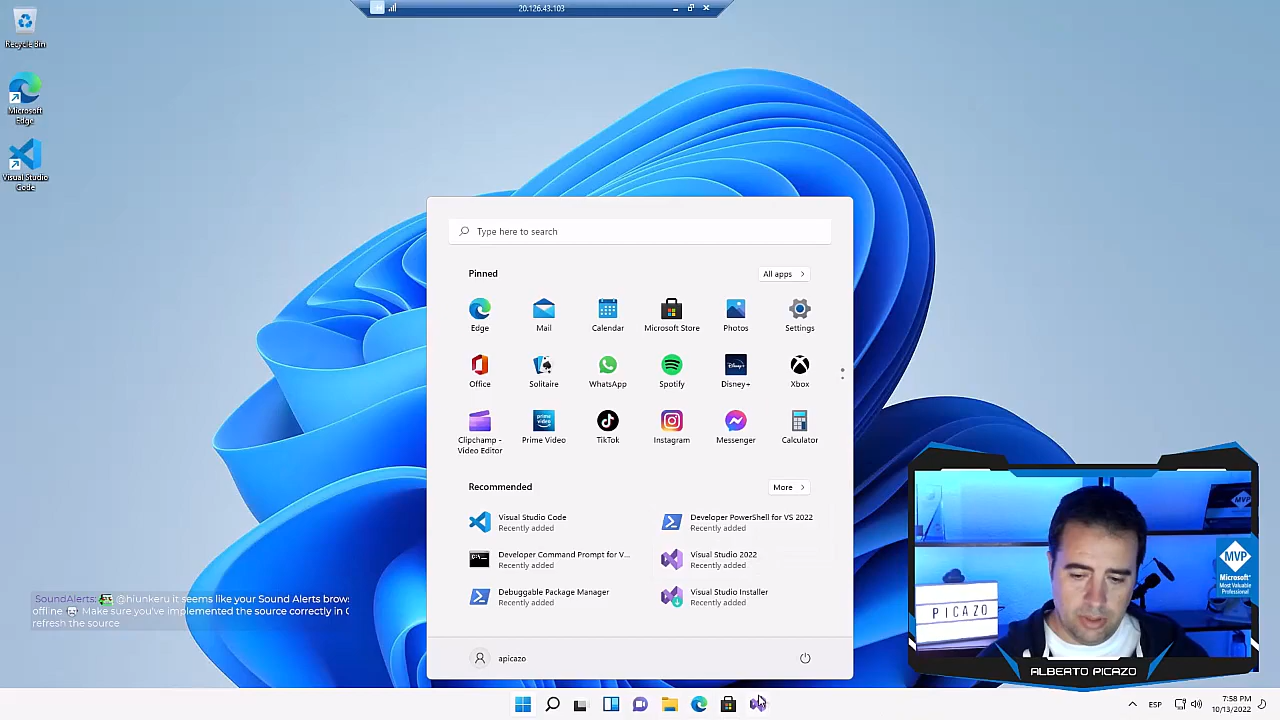 20.126.43.103
Recycle Bin
Microsoft
Edge
Visual Studio
Code
Type here to search
Pinned
All apps
Edge
Mail
Calendar
Microsoft Store
Photos
Settings
Office
Solitaire
WhatsApp
Spotify
Disney+
Xbox
Clipchamp -
Video Editor
Prime Video
TikTok
Instagram
Messenger
Calculator
Recommended
More
Visual Studio Code
Recently added
Developer PowerShell for VS 2022
Recently added
Developer Command Prompt for V...
Recently added
Visual Studio 2022
Recently added
Debuggable Package Manager
Recently added
Visual Studio Installer
Recently added
apicazo
SoundAlerts: @hiunkeru it seems like your Sound Alerts brow
offline Make sure you've implemented the source correctly in
refresh the source
PICAZO
MVP
Microsoft
Most Valuable
Professional
ALBERTO PICAZO
ESP
7:58 PM
10/13/2022